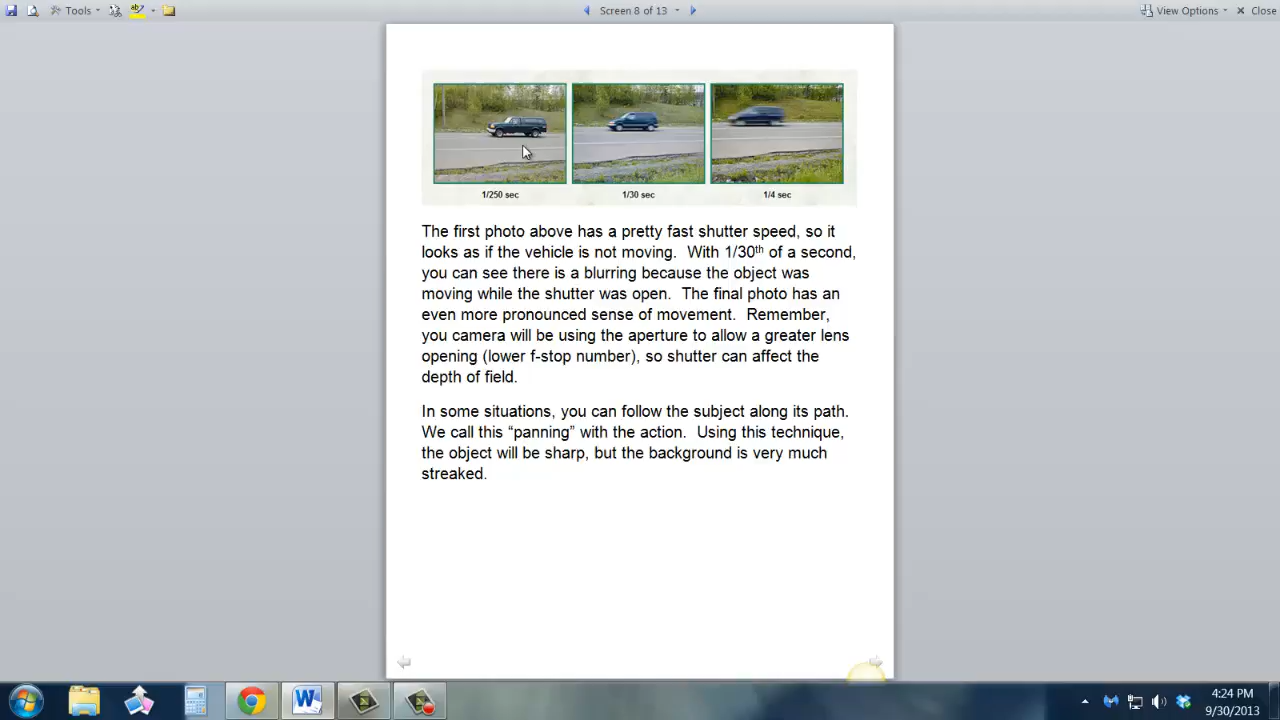 Tools
Screen 8 of 13
View Options
Close
1/250 sec
1/30 sec
1/4 sec
The first photo above has a pretty fast shutter speed, so it
looks as if the vehicle is not moving. With 1/30th of a second,
you can see there is a blurring because the object was
moving while the shutter was open. The final photo has an
even more pronounced sense of movement. Remember,
you camera will be using the aperture to allow a greater lens
opening (lower f-stop number), so shutter can affect the
depth of field.
In some situations, you can follow the subject along its path.
We call this “panning” with the action. Using this technique,
the object will be sharp, but the background is very much
streaked.
4:24 PM
9/30/2013